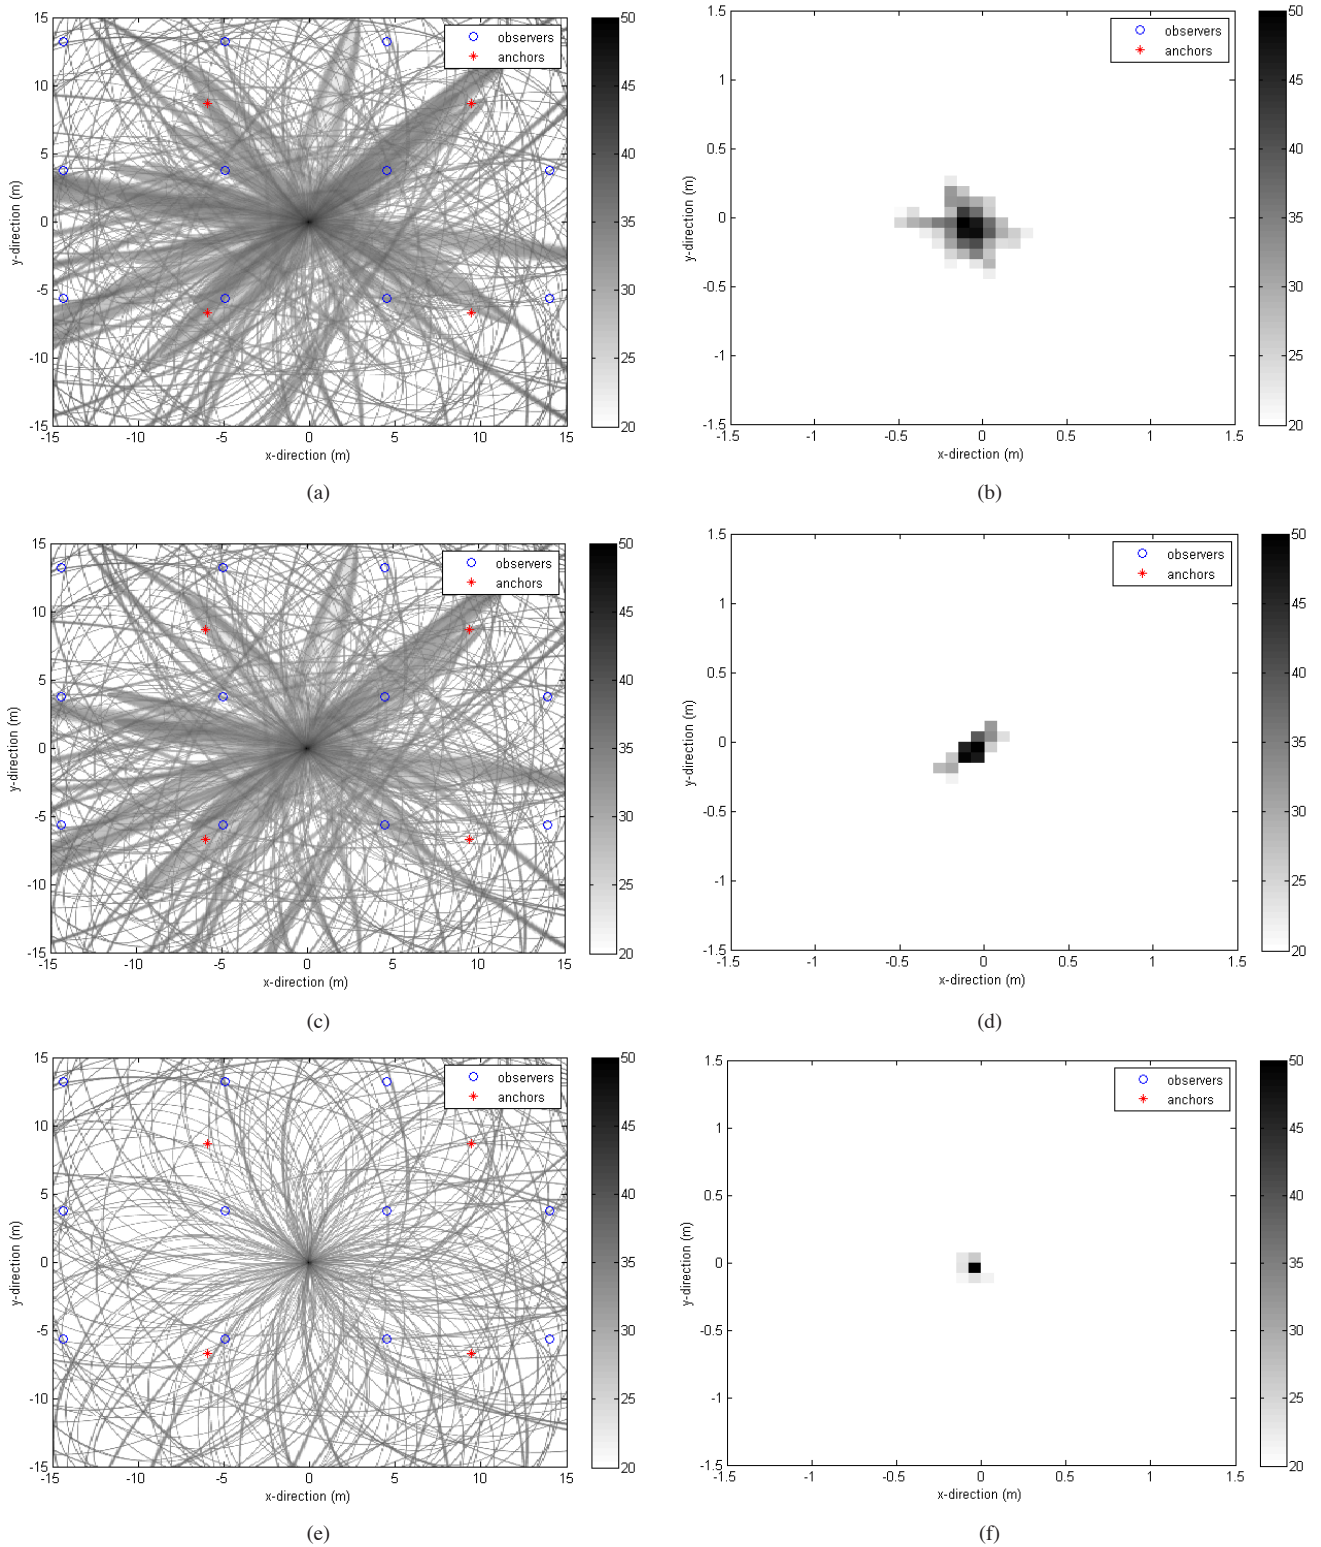 15
10
5
0
-5
-10
-15
y-direction (m)
-15 -10 -5 0 5 10 15
x-direction (m)
observers
anchors
50
45
40
35
30
25
20
(a)
1.5
1
0.5
0
-0.5
-1
-1.5
y-direction (m)
-1.5 -1 -0.5 0 0.5 1 1.5
x-direction (m)
observers
anchors
50
45
40
35
30
25
20
(b)
15
10
5
0
-5
-10
-15
y-direction (m)
-15 -10 -5 0 5 10 15
x-direction (m)
observers
anchors
50
45
40
35
30
25
20
(c)
1.5
1
0.5
0
-0.5
-1
-1.5
y-direction (m)
-1.5 -1 -0.5 0 0.5 1 1.5
x-direction (m)
observers
anchors
50
45
40
35
30
25
20
(d)
15
10
5
0
-5
-10
-15
y-direction (m)
-15 -10 -5 0 5 10 15
x-direction (m)
observers
anchors
50
45
40
35
30
25
20
(e)
1.5
1
0.5
0
-0.5
-1
-1.5
y-direction (m)
-1.5 -1 -0.5 0 0.5 1 1.5
x-direction (m)
observers
anchors
50
45
40
35
30
25
20
(f)